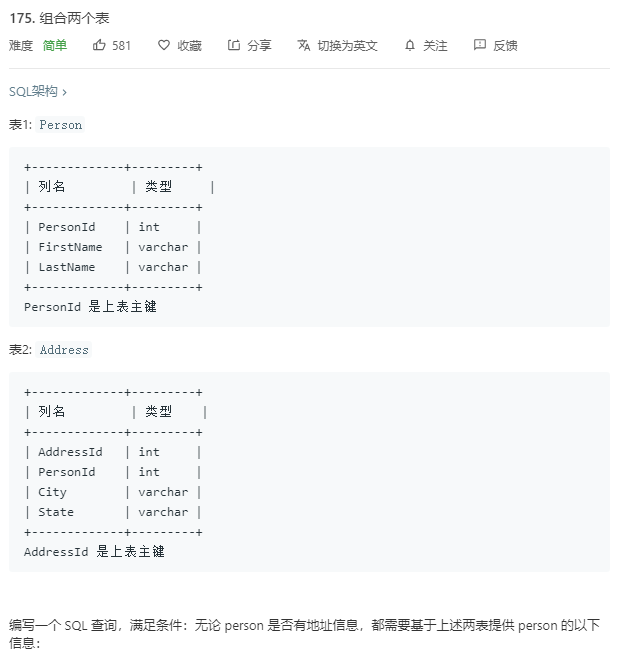 175. 组合两个表
难度 简单 581 收藏 分享 切换为英文 关注 反馈
SQL架构 ›
表1: Person
+-------------+---------+
| 列名         | 类型     |
+-------------+---------+
| PersonId    | int     |
| FirstName   | varchar |
| LastName    | varchar |
+-------------+---------+
PersonId 是上表主键
表2: Address
+-------------+---------+
| 列名         | 类型    |
+-------------+---------+
| AddressId   | int     |
| PersonId    | int     |
| City        | varchar |
| State       | varchar |
+-------------+---------+
AddressId 是上表主键
编写一个 SQL 查询，满足条件：无论 person 是否有地址信息，都需要基于上述两表提供 person 的以下
信息：